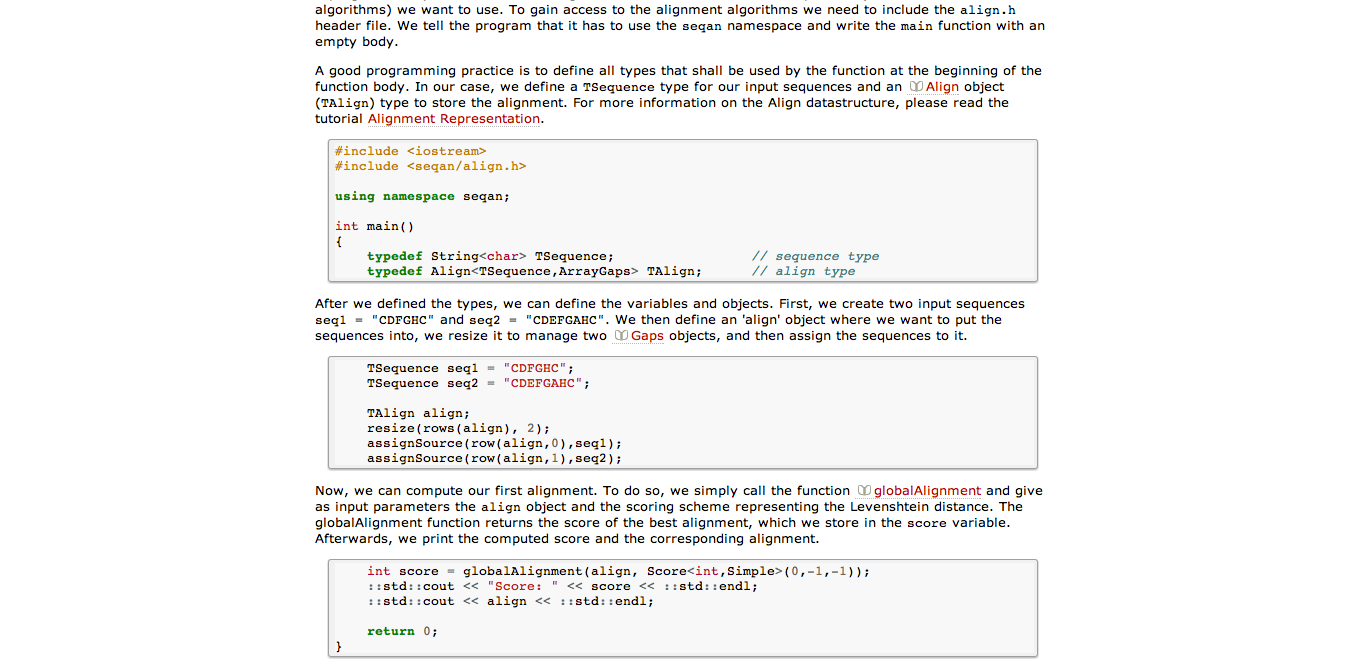 algorithms) we want to use. To gain access to the alignment algorithms we need to include the align.h
header file. We tell the program that it has to use the seqan namespace and write the main function with an
empty body.
A good programming practice is to define all types that shall be used by the function at the beginning of the
function body. In our case, we define a TSequence type for our input sequences and an Align object
(TAlign) type to store the alignment. For more information on the Align datastructure, please read the
tutorial Alignment Representation.
#include <iostream>
#include <seqan/align.h>
using namespace seqan;
int main()
{
typedef String<char> TSequence; // sequence type
typedef Align<TSequence,ArrayGaps> TAlign; // align type
After we defined the types, we can define the variables and objects. First, we create two input sequences
seq1 = "CDFGHC" and seq2 = "CDEFGAHC". We then define an 'align' object where we want to put the
sequences into, we resize it to manage two Gaps objects, and then assign the sequences to it.
TSequence seq1 = "CDFGHC";
TSequence seq2 = "CDEFGAHC";
TAlign align;
resize(rows(align), 2);
assignSource(row(align,0),seq1);
assignSource(row(align,1),seq2);
Now, we can compute our first alignment. To do so, we simply call the function globalAlignment and give
as input parameters the align object and the scoring scheme representing the Levenshtein distance. The
globalAlignment function returns the score of the best alignment, which we store in the score variable.
Afterwards, we print the computed score and the corresponding alignment.
int score = globalAlignment(align, Score<int,Simple>(0,-1,-1));
::std::cout << "Score: " << score << ::std::endl;
::std::cout << align << ::std::endl;
return 0;
}